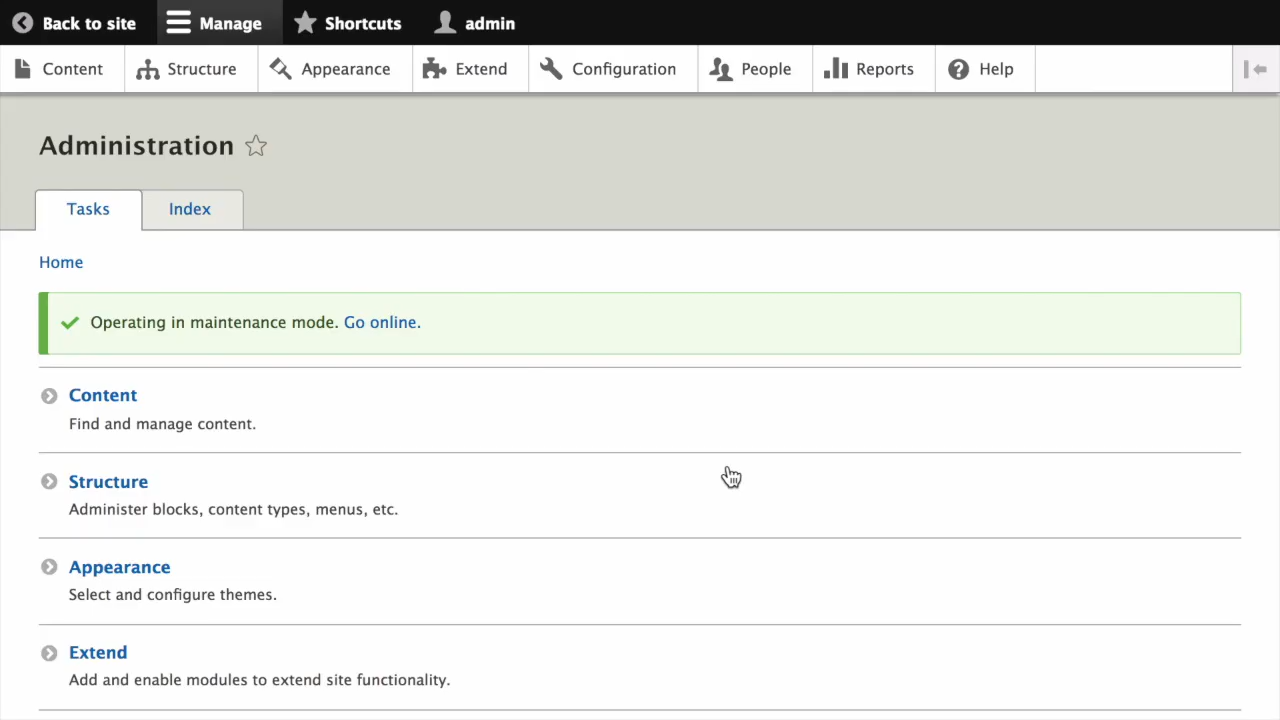 Back to site Manage Shortcuts admin
Content Structure Appearance Extend Configuration People Reports Help
Administration
Tasks Index
Home
Operating in maintenance mode. Go online.
Content
Find and manage content.
Structure
Administer blocks, content types, menus, etc.
Appearance
Select and configure themes.
Extend
Add and enable modules to extend site functionality.